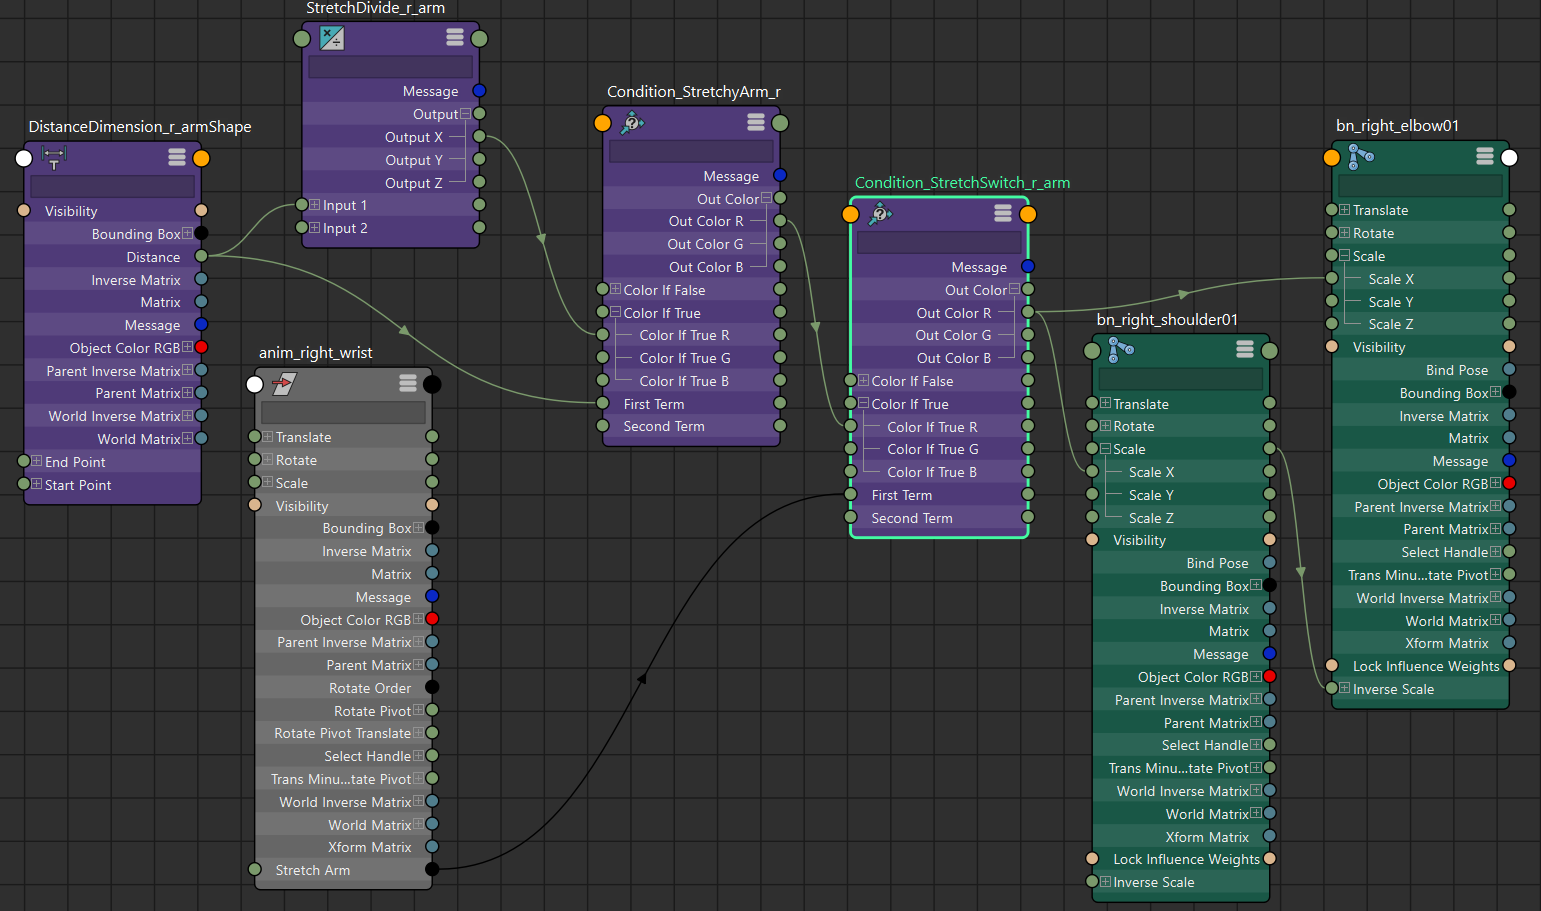 StretchDivide_r_arm
Message
Output
Output X
Output Y
Output Z
Input 1
Input 2
DistanceDimension_r_armShape
Visibility
Bounding Box
Distance
Inverse Matrix
Matrix
Message
Object Color RGB
Parent Inverse Matrix
Parent Matrix
World Inverse Matrix
World Matrix
End Point
Start Point
anim_right_wrist
Translate
Rotate
Scale
Visibility
Bounding Box
Inverse Matrix
Matrix
Message
Object Color RGB
Parent Inverse Matrix
Parent Matrix
Rotate Order
Rotate Pivot
Rotate Pivot Translate
Select Handle
Trans Minu...tate Pivot
World Inverse Matrix
World Matrix
Xform Matrix
Stretch Arm
Condition_StretchyArm_r
Message
Out Color
Out Color R
Out Color G
Out Color B
Color If False
Color If True
Color If True R
Color If True G
Color If True B
First Term
Second Term
Condition_StretchSwitch_r_arm
Message
Out Color
Out Color R
Out Color G
Out Color B
Color If False
Color If True
Color If True R
Color If True G
Color If True B
First Term
Second Term
bn_right_shoulder01
Translate
Rotate
Scale
Scale X
Scale Y
Scale Z
Visibility
Bind Pose
Bounding Box
Inverse Matrix
Matrix
Message
Object Color RGB
Parent Inverse Matrix
Parent Matrix
Select Handle
Trans Minu...tate Pivot
World Inverse Matrix
World Matrix
Xform Matrix
Lock Influence Weights
Inverse Scale
bn_right_elbow01
Translate
Rotate
Scale
Scale X
Scale Y
Scale Z
Visibility
Bind Pose
Bounding Box
Inverse Matrix
Matrix
Message
Object Color RGB
Parent Inverse Matrix
Parent Matrix
Select Handle
Trans Minu...tate Pivot
World Inverse Matrix
World Matrix
Xform Matrix
Lock Influence Weights
Inverse Scale